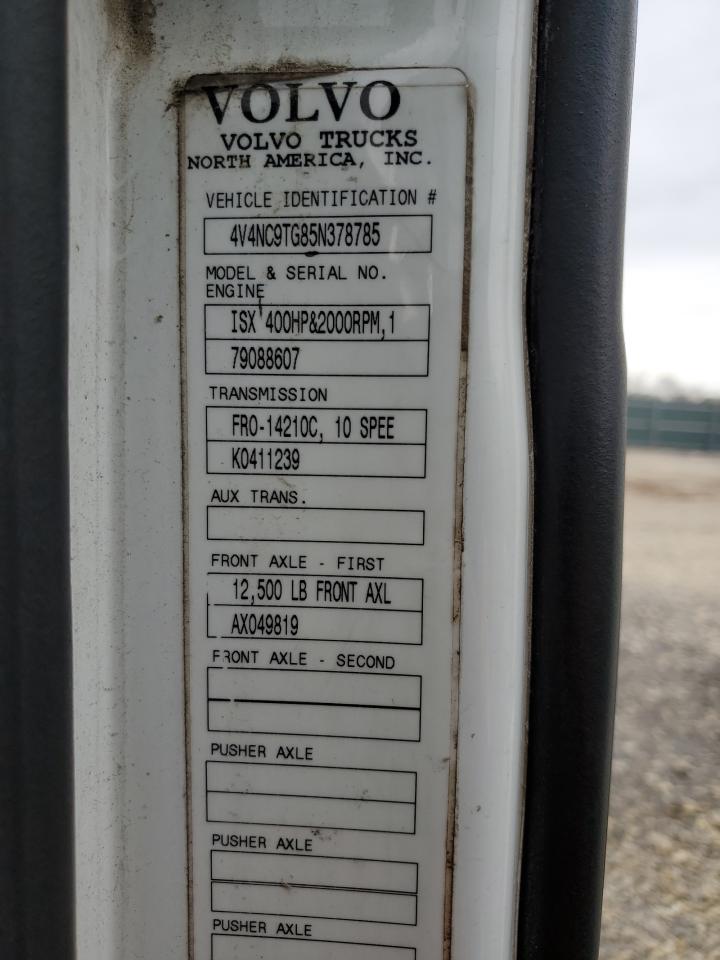 VOLVO
VOLVO TRUCKS
NORTH AMERICA, INC.
VEHICLE IDENTIFICATION #
4V4NC9TG85N378785
MODEL & SERIAL NO.
ENGINE
ISX 400HP&2000RPM,1
79088607
TRANSMISSION
FRO-14210C, 10 SPEE
K0411239
AUX TRANS.
FRONT AXLE - FIRST
12,500 LB FRONT AXL
AX049819
FRONT AXLE - SECOND
PUSHER AXLE
PUSHER AXLE
PUSHER AXLE